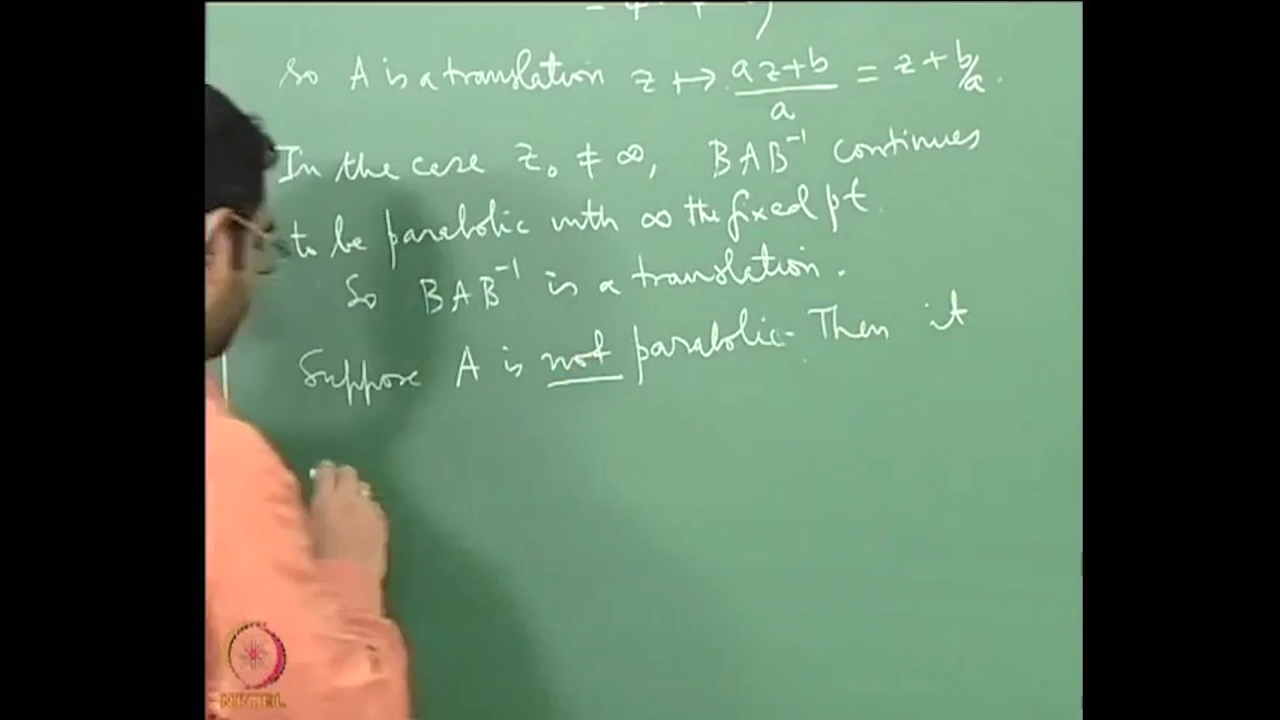 So A is a translation z ↦ az+b/a = z + b/a.
In the case z₀ ≠ ∞, BAB⁻¹ continues
to be parabolic with ∞ the fixed pt.
So BAB⁻¹ is a translation.
Suppose A is not parabolic. Then it
NPTEL